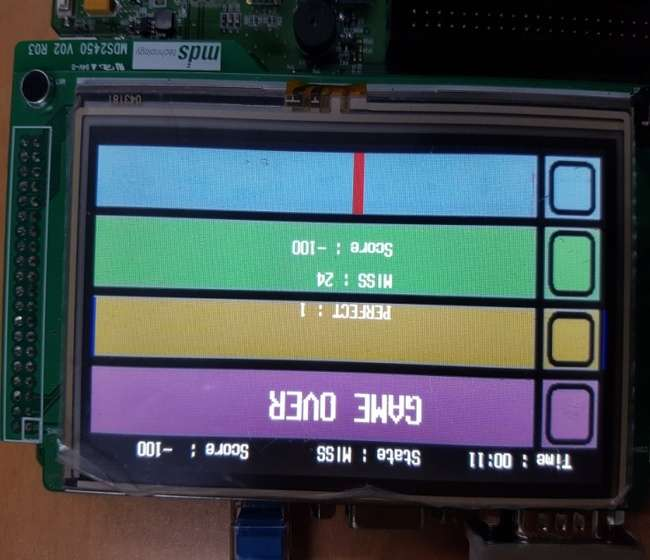 Time : 00:11 State : MISS Score : -100
GAME OVER
PERFECT : 1
MISS : 24
Score : -100
mds technology
MDS2450 V02 R03